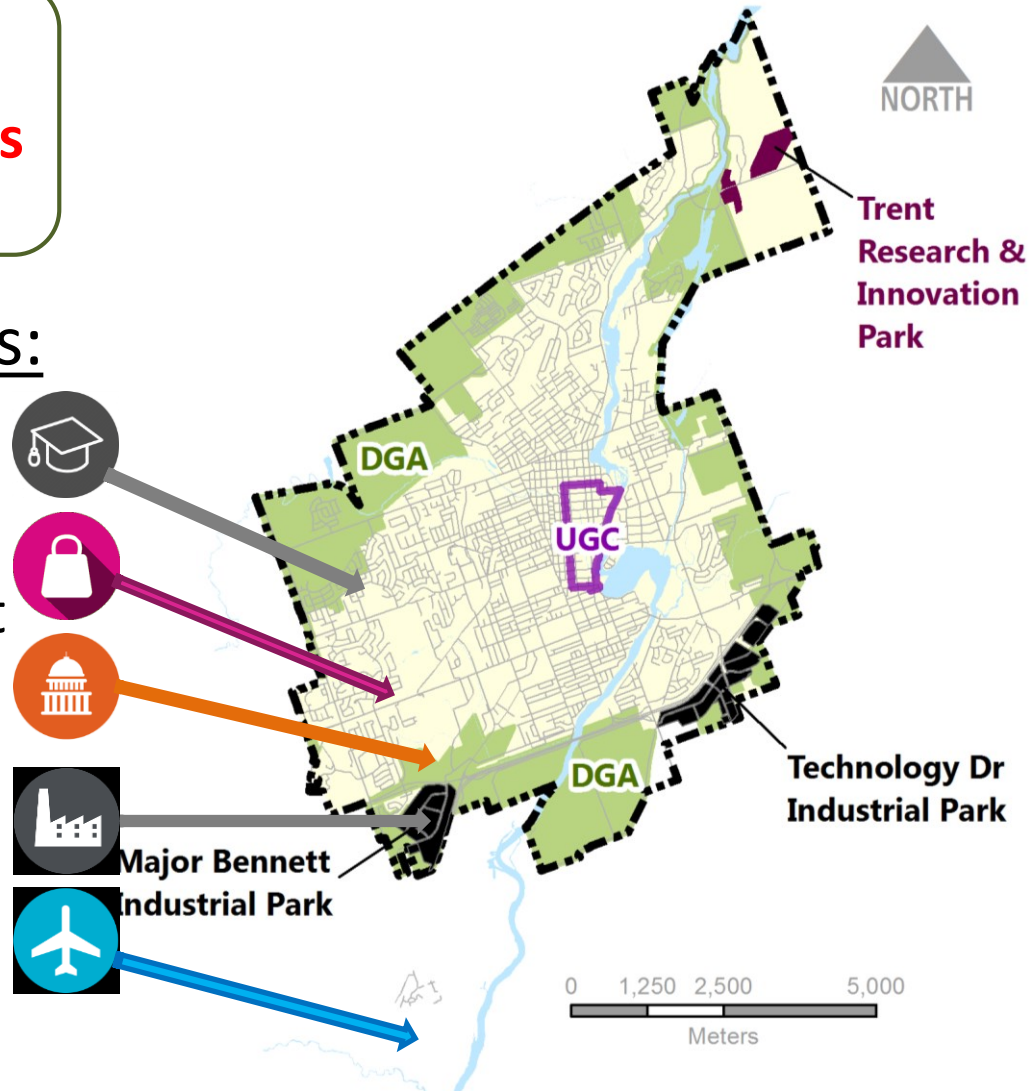 s
NORTH
Trent
Research &
Innovation
Park
s:
DGA
UGC
t
DGA
Technology Dr
Industrial Park
Major Bennett
Industrial Park
0 1,250 2,500 5,000
Meters